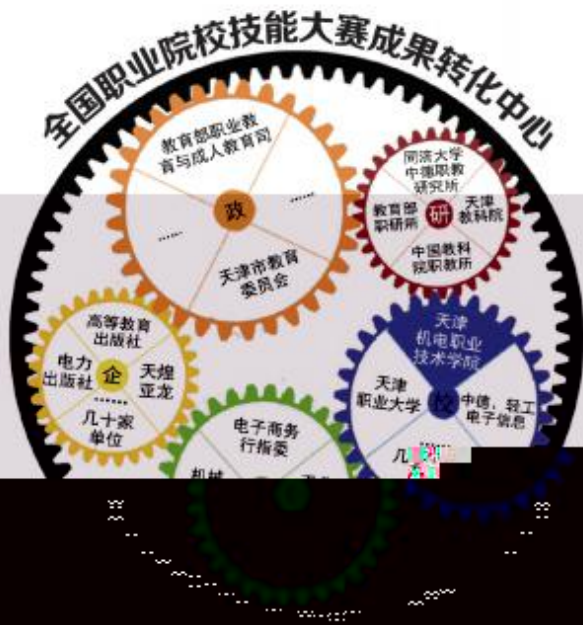 全国职业院校技能大赛成果转化中心
教育部职业教
育与成人教育司
……
政
……
天津市教育
委员会
同济大学
中德职教
研究所
教育部
职研所
研
天津
教科院
中国教科
院职教所
高等教育
出版社
电力
出版社
企
天煌
亚龙
……
几十家
单位
天津
机电职业
技术学院
天津
职业大学
校
中德,轻工
电子信息
……
几
电子商务
行指委
机械